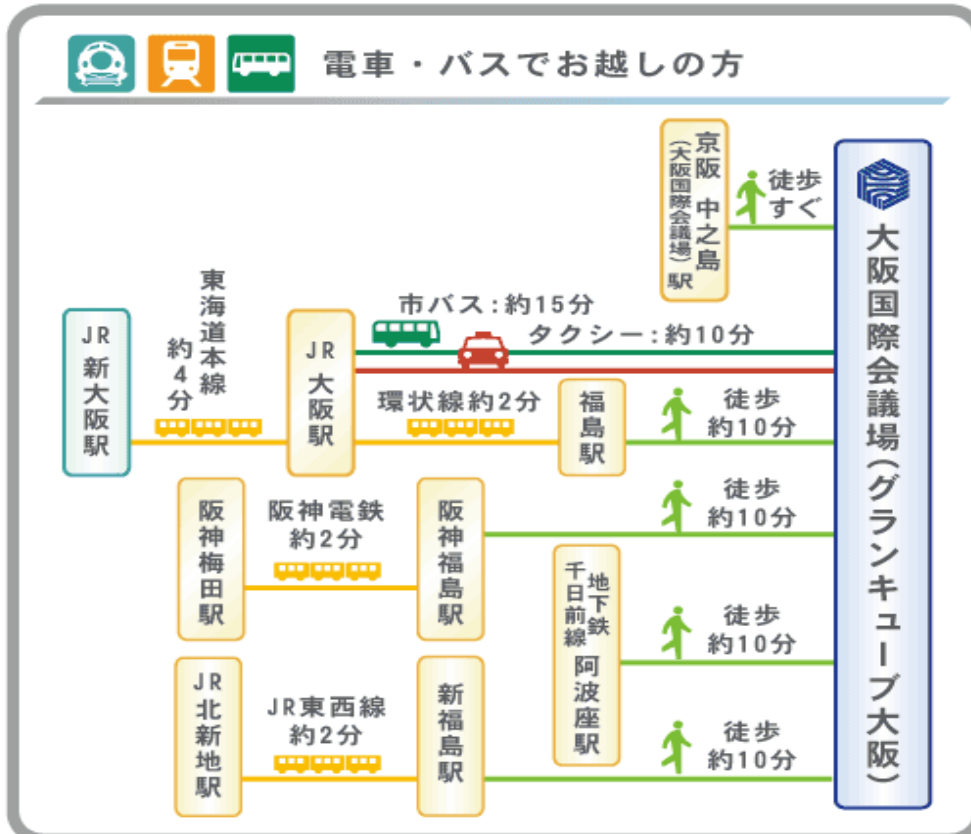 電車・バスでお越しの方
京阪 中之島
(大阪国際会議場)駅
徒歩
すぐ
大阪国際会議場(グランキューブ大阪)
東海道本線
約4分
JR
新大阪駅
JR
大阪駅
市バス:約15分
タクシー:約10分
環状線約2分
福島駅
徒歩
約10分
阪神梅田駅
阪神電鉄
約2分
阪神福島駅
徒歩
約10分
地下鉄
千日前線
阿波座駅
徒歩
約10分
JR
北新地駅
JR東西線
約2分
新福島駅
徒歩
約10分